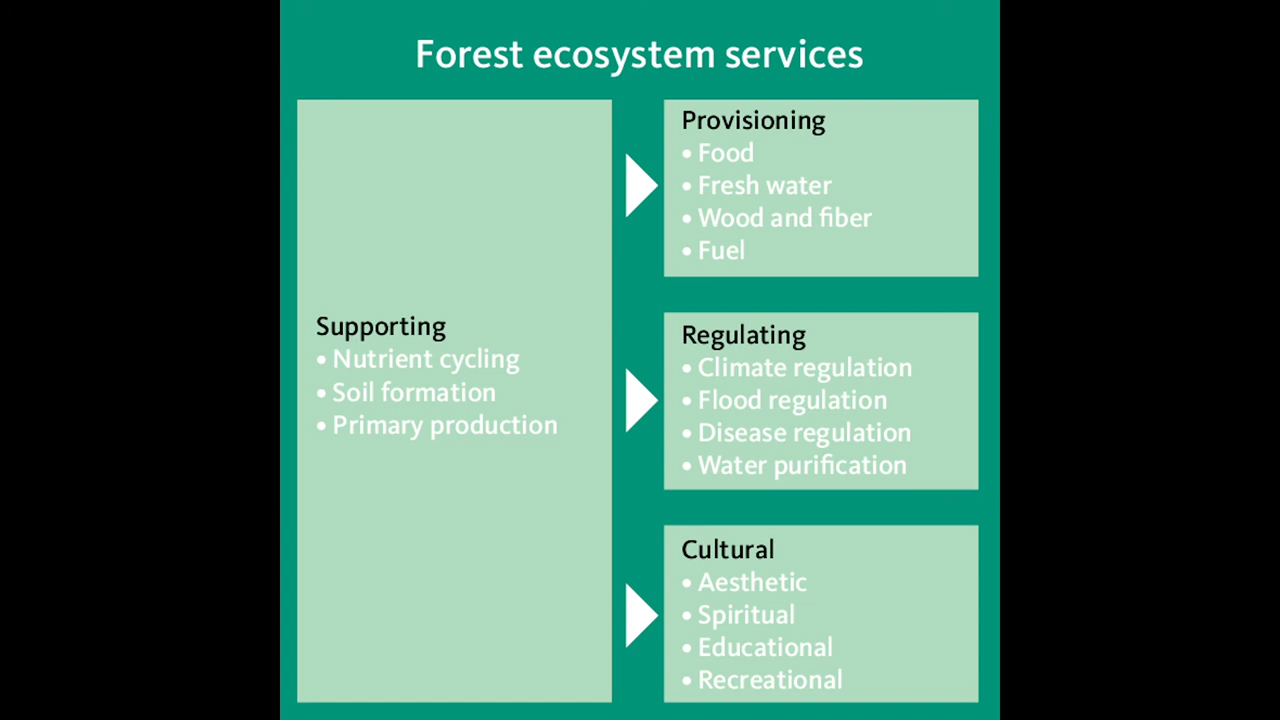 Forest ecosystem services
Supporting
• Nutrient cycling
• Soil formation
• Primary production
Provisioning
• Food
• Fresh water
• Wood and fiber
• Fuel
Regulating
• Climate regulation
• Flood regulation
• Disease regulation
• Water purification
Cultural
• Aesthetic
• Spiritual
• Educational
• Recreational